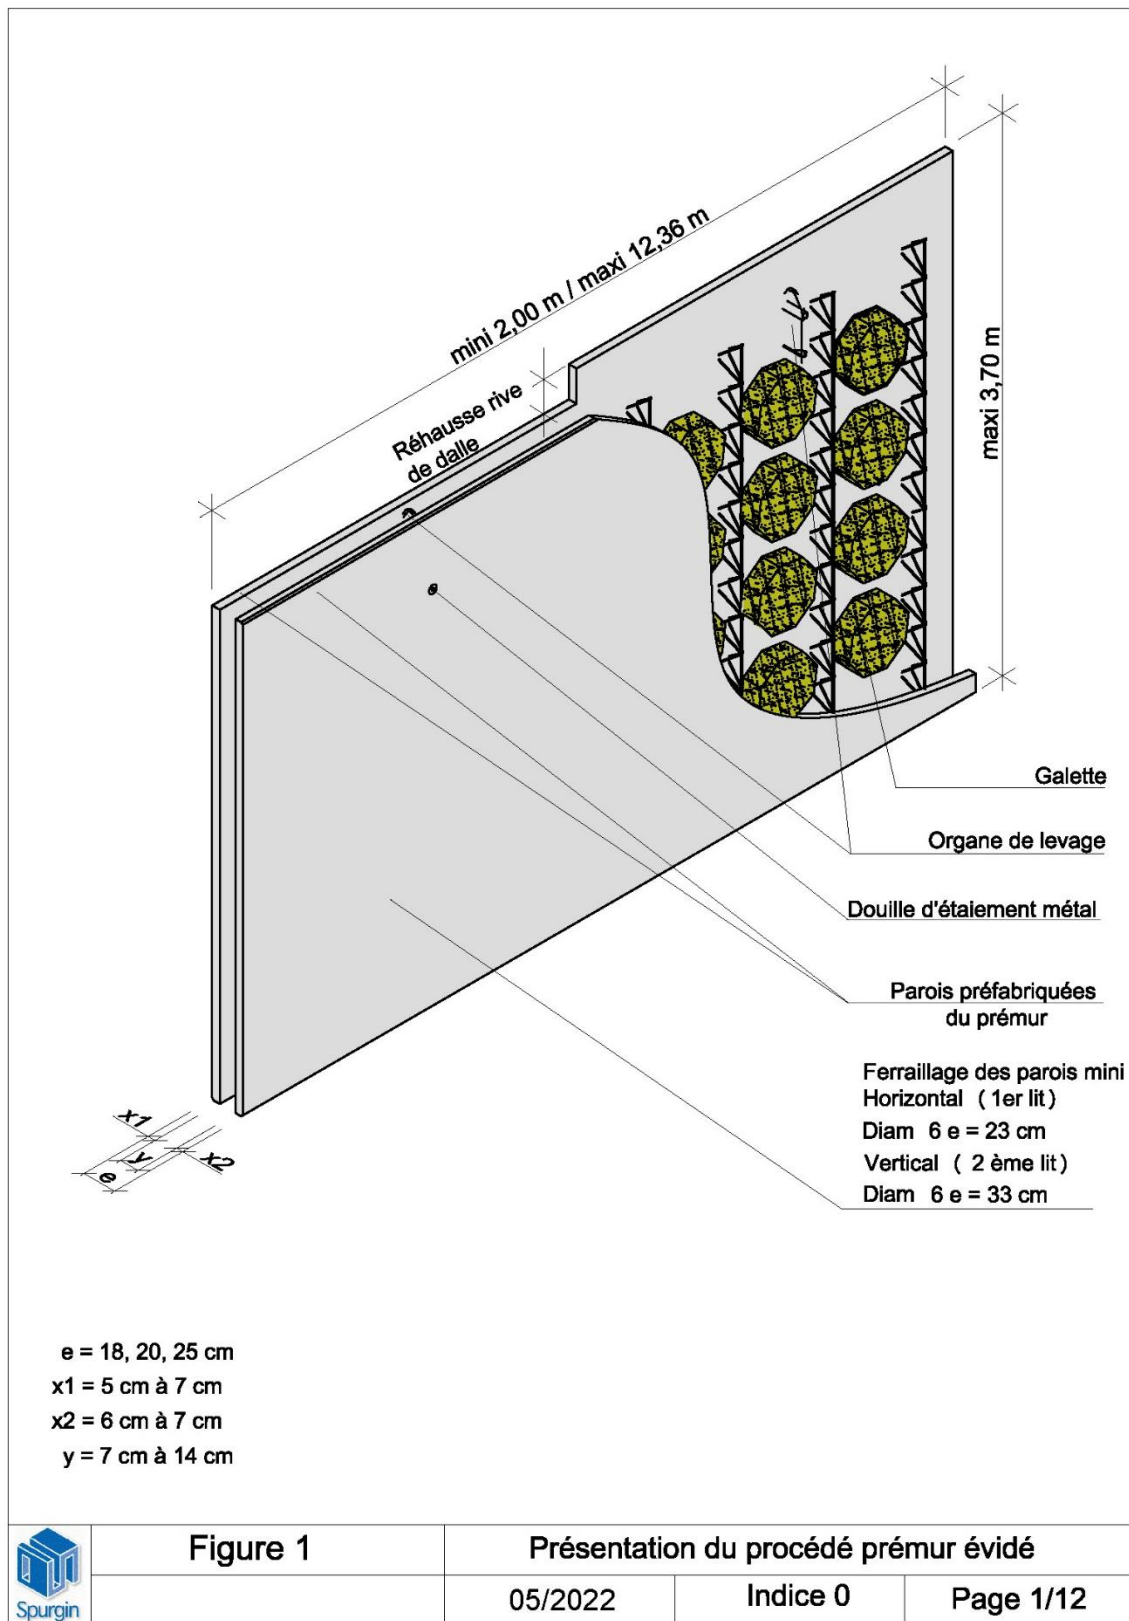 mini 2,00 m / maxi 12,36 m
Réhausse rive
de dalle
maxi 3,70 m
Galette
Organe de levage
Douille d'étaiement métal
Parois préfabriquées
du prémur
Ferraillage des parois mini
Horizontal ( 1er lit )
Diam 6 e = 23 cm
Vertical ( 2 ème lit )
Diam 6 e = 33 cm
x1
y
x2
e
e = 18, 20, 25 cm
x1 = 5 cm à 7 cm
x2 = 6 cm à 7 cm
y = 7 cm à 14 cm
Spurgin
Figure 1
Présentation du procédé prémur évidé
05/2022
Indice 0
Page 1/12